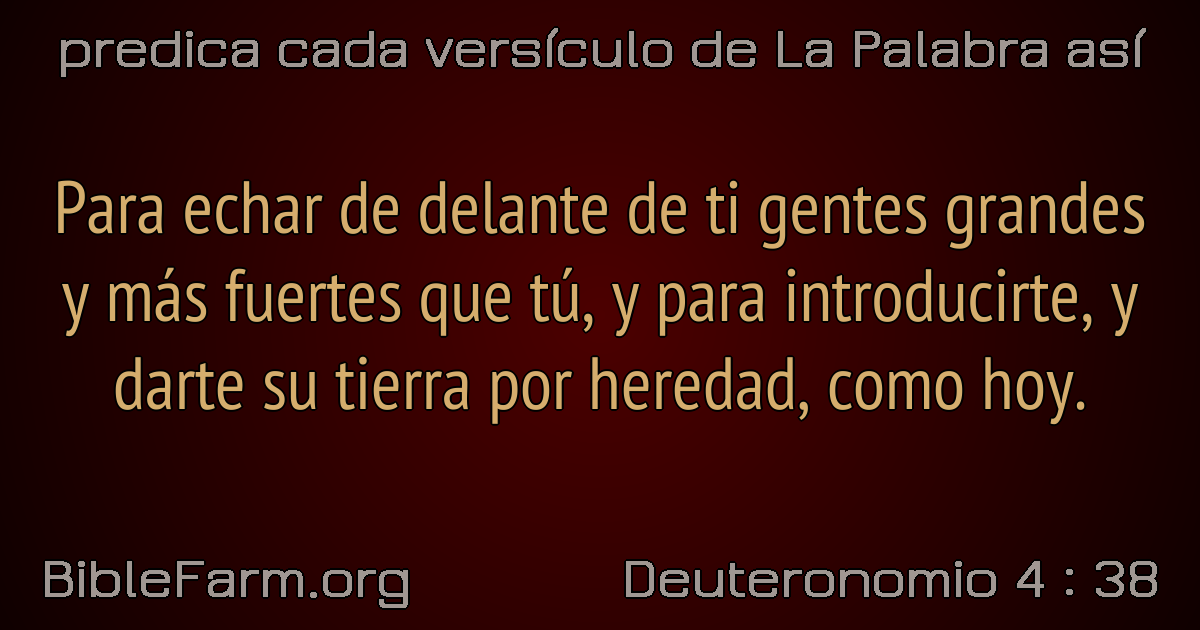 predica cada versículo de La Palabra así
Para echar de delante de ti gentes grandes
y más fuertes que tú, y para introducirte, y
darte su tierra por heredad, como hoy.
BibleFarm.org
Deuteronomio 4 : 38